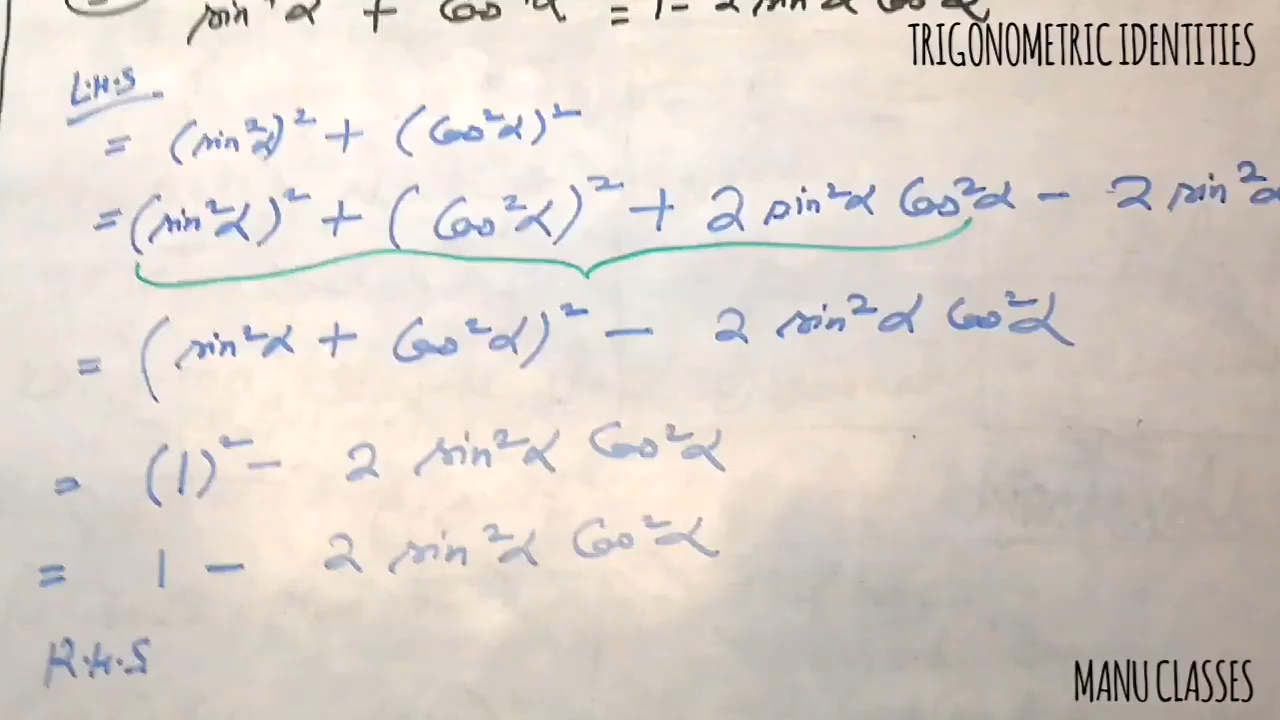 sin⁴α + Cos⁴α = 1 - 2 sin²α Cos²α
TRIGONOMETRIC IDENTITIES
L.H.S
= (sin²α)² + (Cos²α)²
= (sin²α)² + (Cos²α)² + 2 sin²α Cos²α - 2 sin²α
= (sin²α + Cos²α)² - 2 sin²α Cos²α
= (1)² - 2 sin²α Cos²α
= 1 - 2 sin²α Cos²α
R.H.S
MANU CLASSES